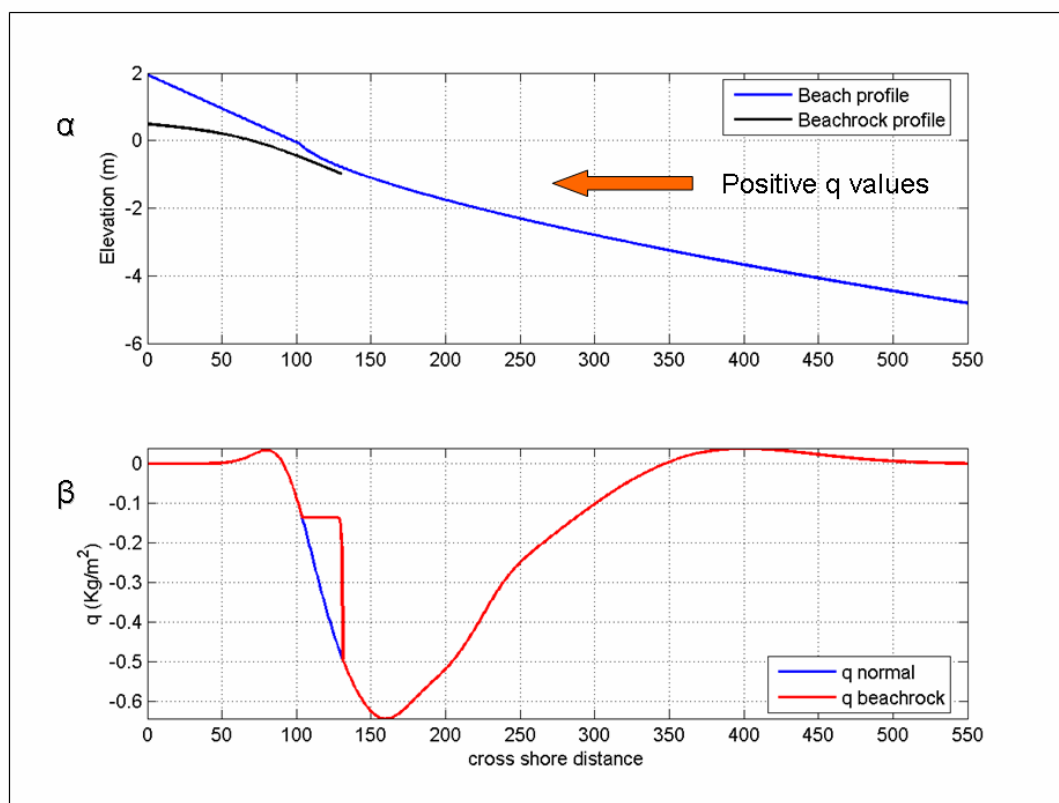 α
2
0
-2
-4
-6
Elevation (m)
Beach profile
Beachrock profile
Positive q values
0 50 100 150 200 250 300 350 400 450 500 550
β
0
-0.1
-0.2
-0.3
-0.4
-0.5
-0.6
q (Kg/m²)
q normal
q beachrock
0 50 100 150 200 250 300 350 400 450 500 550
cross shore distance